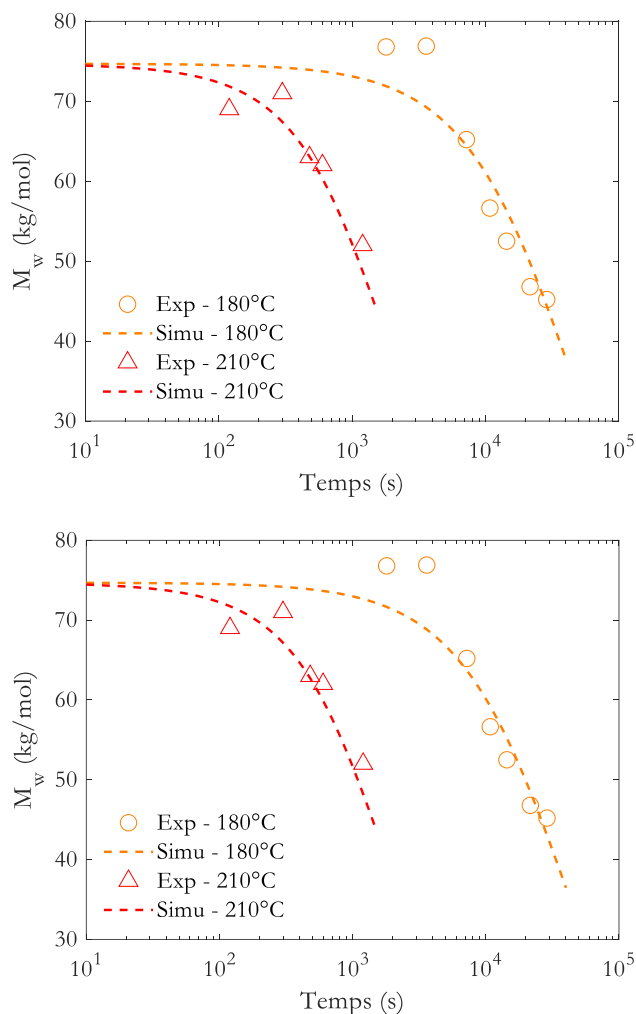 80
70
60
50
40
30
M_w (kg/mol)
Exp - 180°C
Simu - 180°C
Exp - 210°C
Simu - 210°C
10^1 10^2 10^3 10^4 10^5
Temps (s)
80
70
60
50
40
30
M_w (kg/mol)
Exp - 180°C
Simu - 180°C
Exp - 210°C
Simu - 210°C
10^1 10^2 10^3 10^4 10^5
Temps (s)